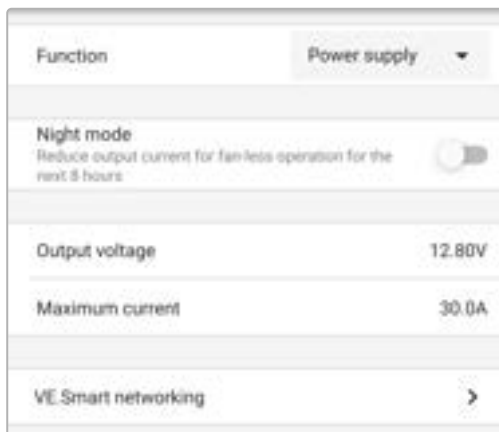 Function
Power supply
Night mode
Reduce output current for fan-less operation for the
next 8 hours
Output voltage
12.80V
Maximum current
30.0A
VE.Smart networking